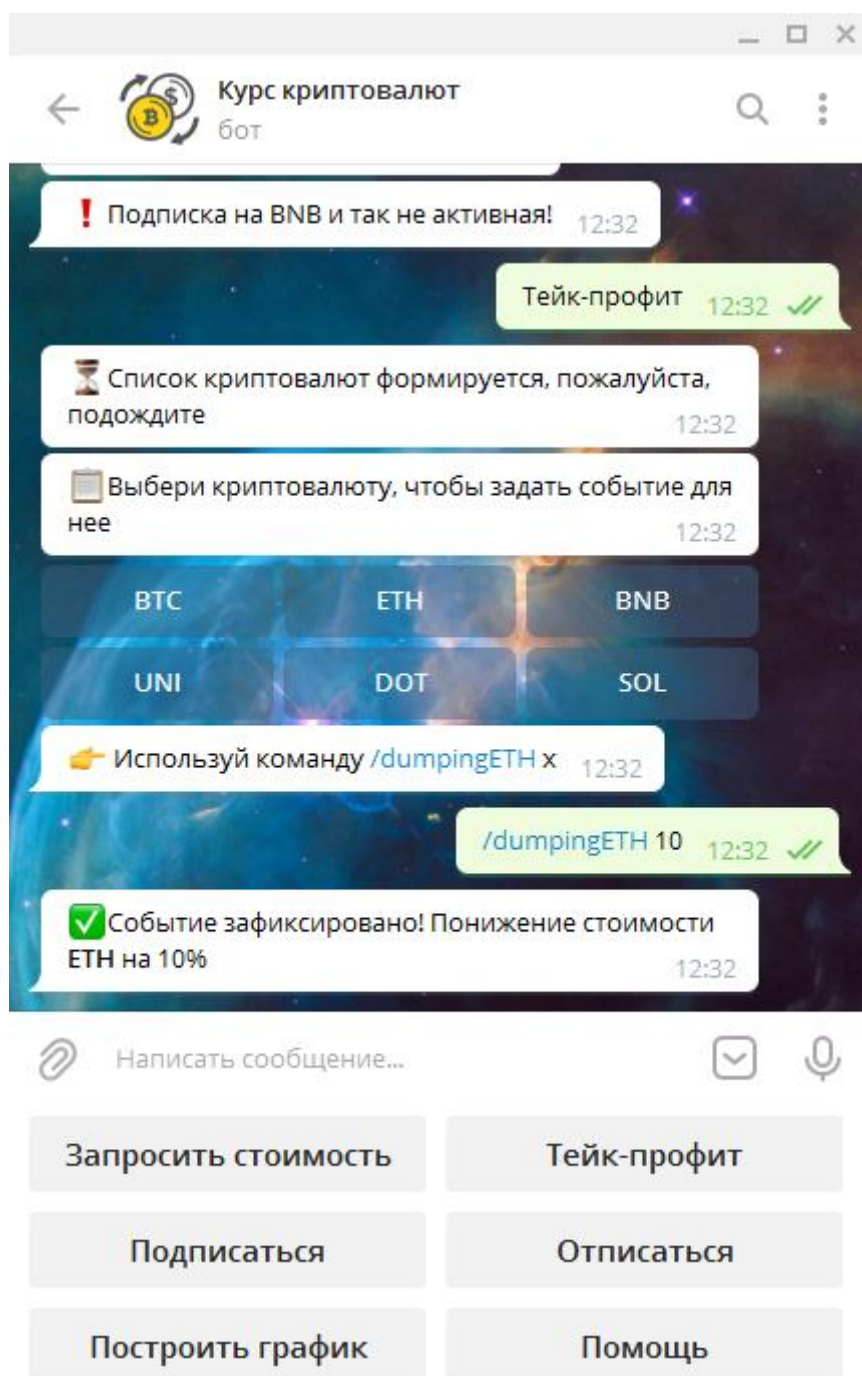 Курс криптовалют
бот
Подписка на BNB и так не активная! 12:32
Тейк-профит 12:32
Список криптовалют формируется, пожалуйста,
подождите 12:32
Выбери криптовалюту, чтобы задать событие для
нее 12:32
BTC ETH BNB
UNI DOT SOL
Используй команду /dumpingETH x 12:32
/dumpingETH 10 12:32
Событие зафиксировано! Понижение стоимости
ETH на 10% 12:32
Написать сообщение...
Запросить стоимость Тейк-профит
Подписаться Отписаться
Построить график Помощь